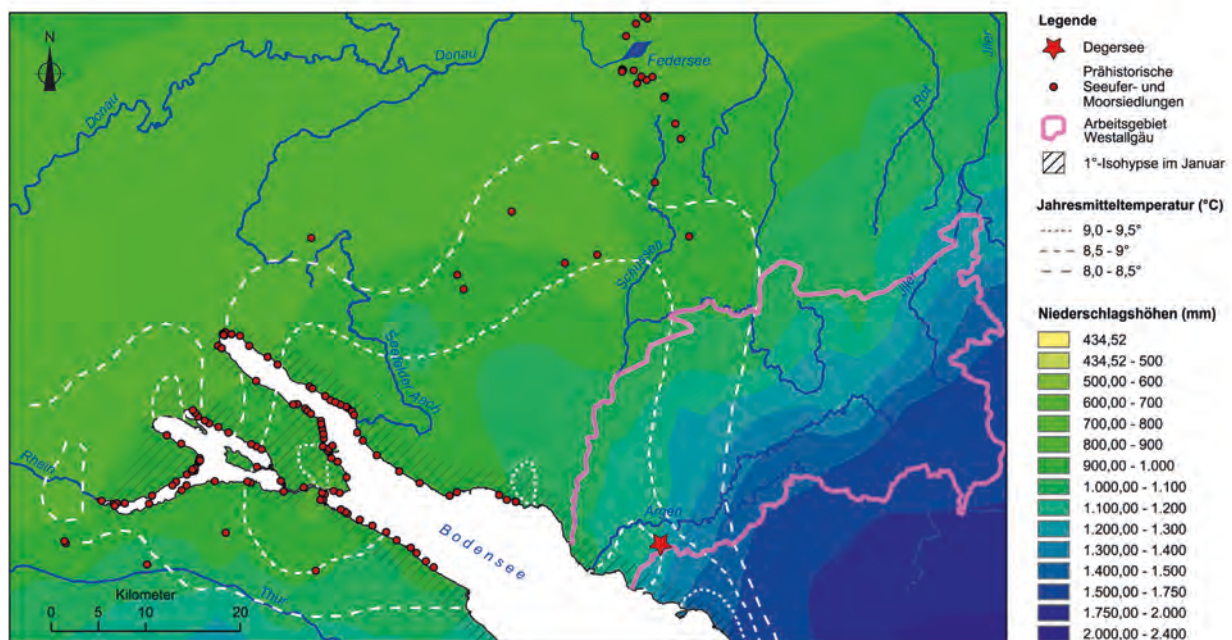 N
Donau
Donau
Federsee
Rot
Iller
Iller
Schussen
Seefelder Aach
Rhein
Argen
Bodensee
Thur
Kilometer
0 5 10 20
Legende
Degersee
Prähistorische
Seeufer- und
Moorsiedlungen
Arbeitsgebiet
Westallgäu
1°-Isohypse im Januar
Jahresmitteltemperatur (°C)
9,0 - 9,5°
8,5 - 9°
8,0 - 8,5°
Niederschlagshöhen (mm)
434,52
434,52 - 500
500,00 - 600
600,00 - 700
700,00 - 800
800,00 - 900
900,00 - 1.000
1.000,00 - 1.100
1.100,00 - 1.200
1.200,00 - 1.300
1.300,00 - 1.400
1.400,00 - 1.500
1.500,00 - 1.750
1.750,00 - 2.000
2.000,00 - 2.400